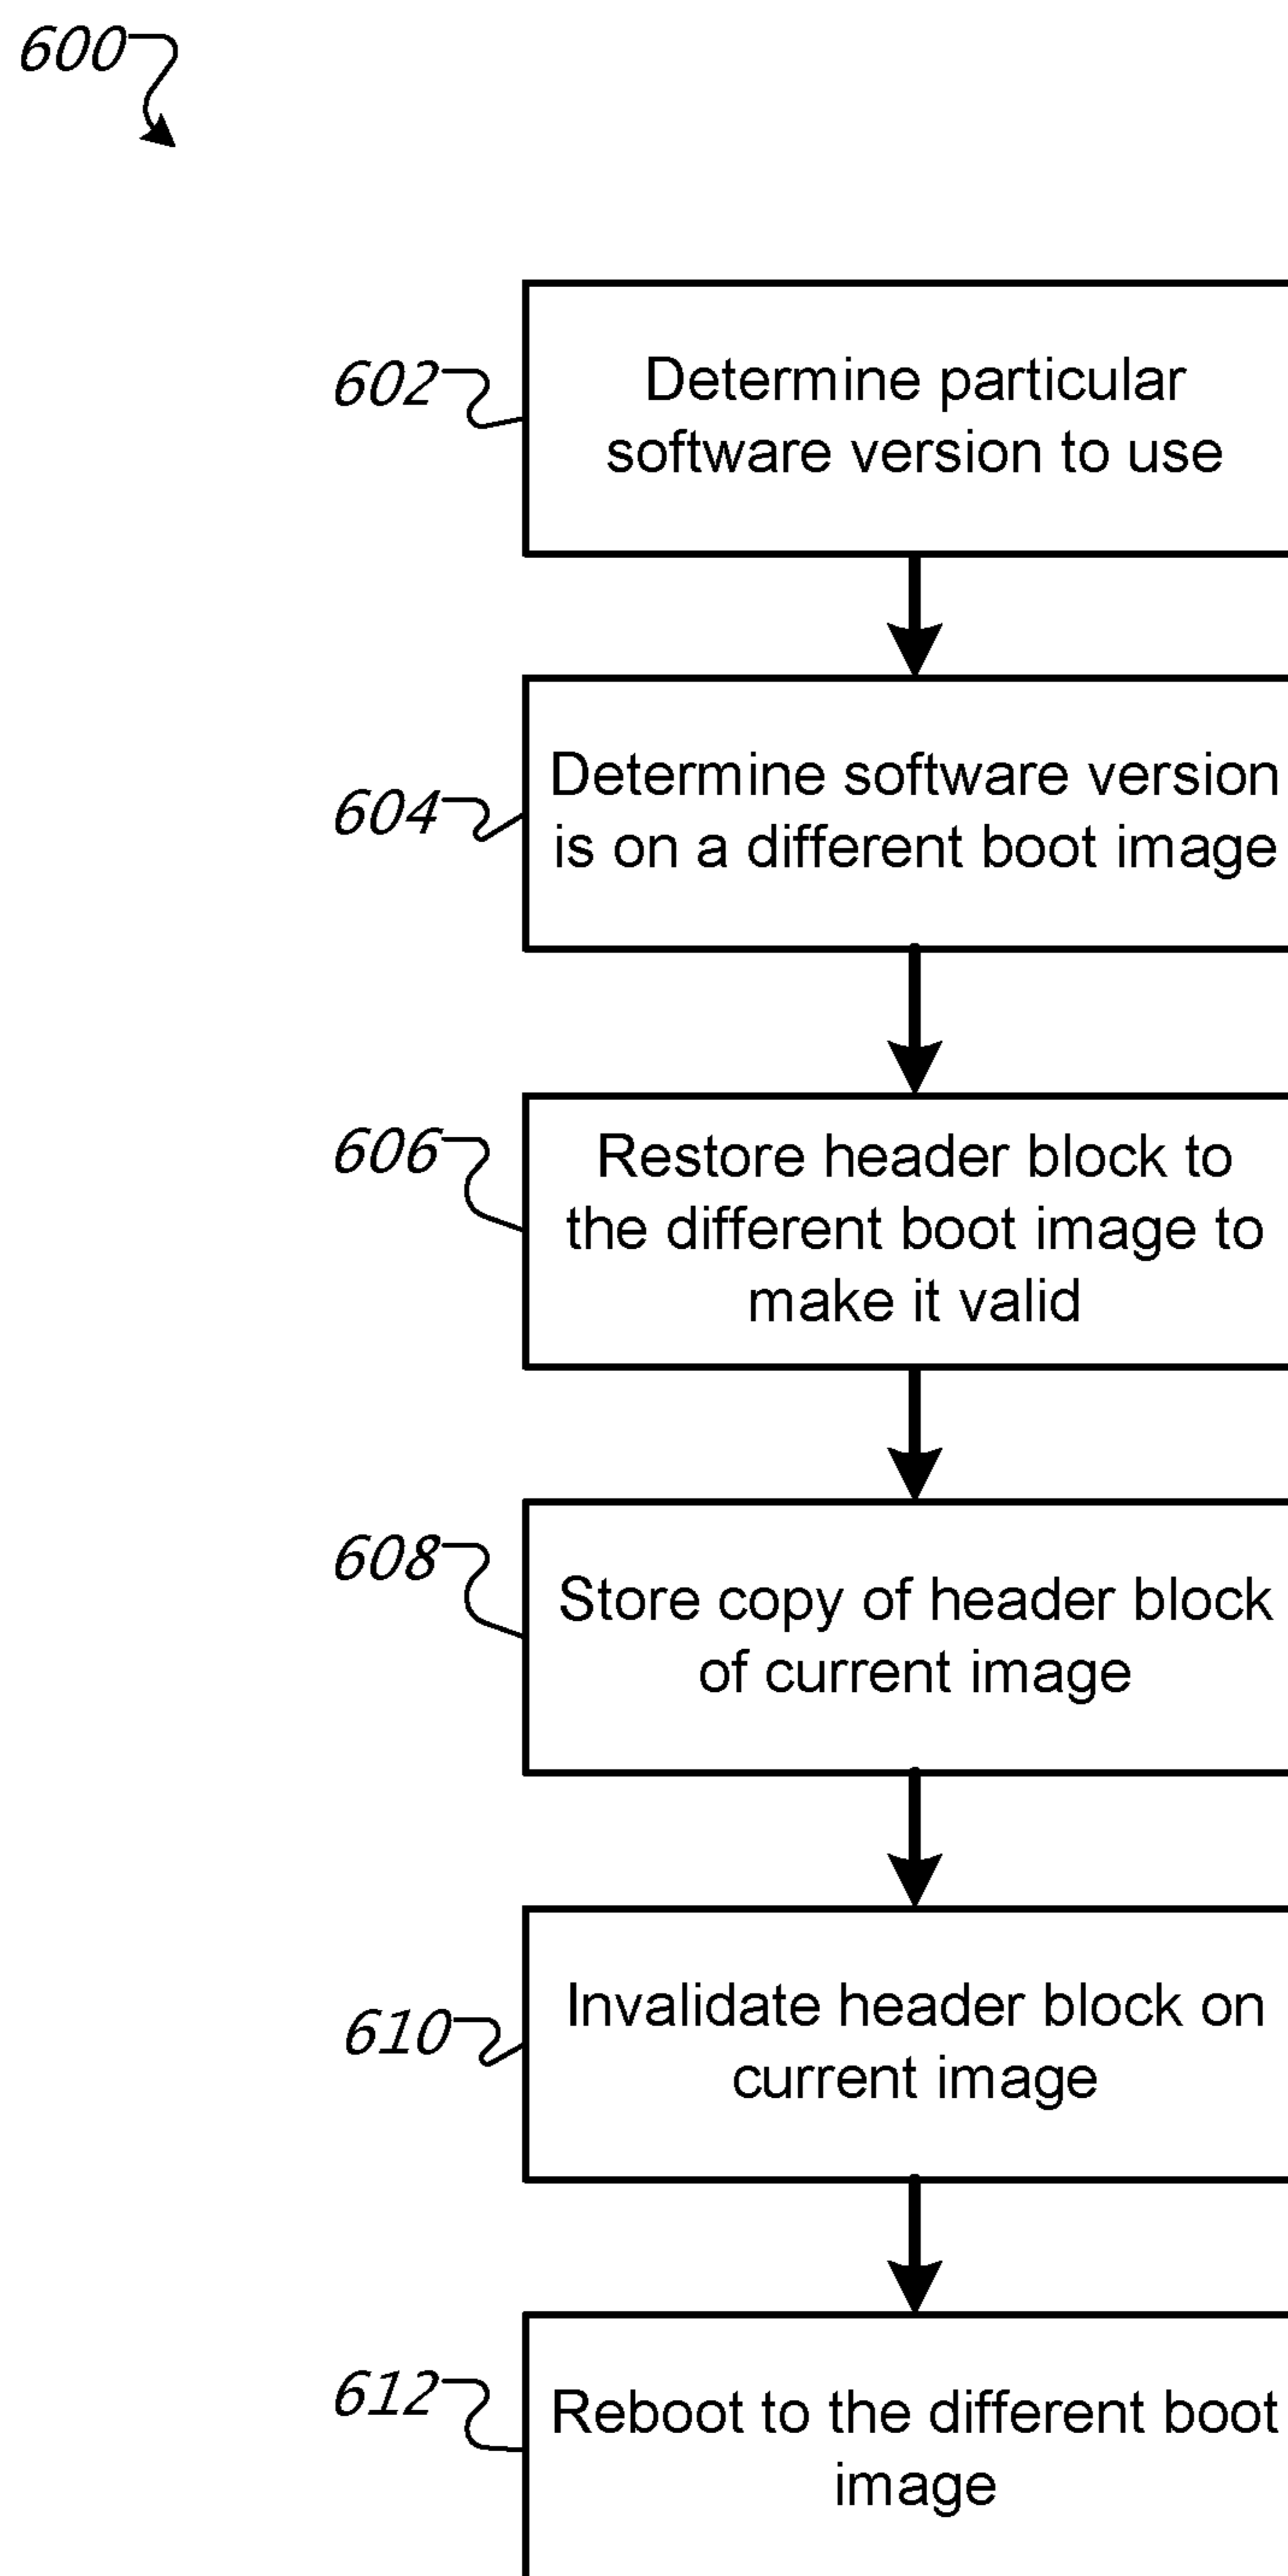 600
602
Determine particular
software version to use
604
Determine software version
is on a different boot image
606
Restore header block to
the different boot image to
make it valid
608
Store copy of header block
of current image
610
Invalidate header block on
current image
612
Reboot to the different boot
image